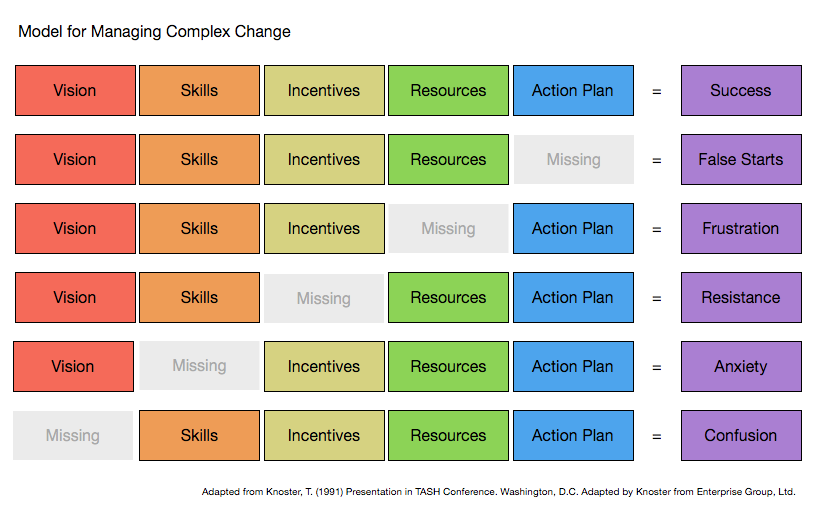 Model for Managing Complex Change
Vision Skills Incentives Resources Action Plan = Success
Vision Skills Incentives Resources Missing = False Starts
Vision Skills Incentives Missing Action Plan = Frustration
Vision Skills Missing Resources Action Plan = Resistance
Vision Missing Incentives Resources Action Plan = Anxiety
Missing Skills Incentives Resources Action Plan = Confusion
Adapted from Knoster, T. (1991) Presentation in TASH Conference. Washington, D.C. Adapted by Knoster from Enterprise Group, Ltd.